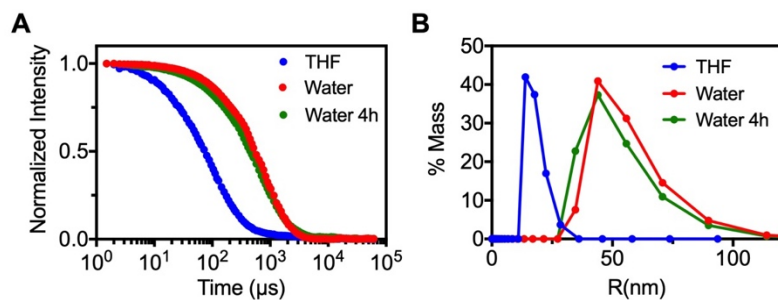 A
Normalized Intensity
1.0
0.5
0.0
THF
Water
Water 4h
10⁰ 10¹ 10² 10³ 10⁴ 10⁵
Time (µs)
B
% Mass
50
40
30
20
10
0
THF
Water
Water 4h
0 50 100
R(nm)